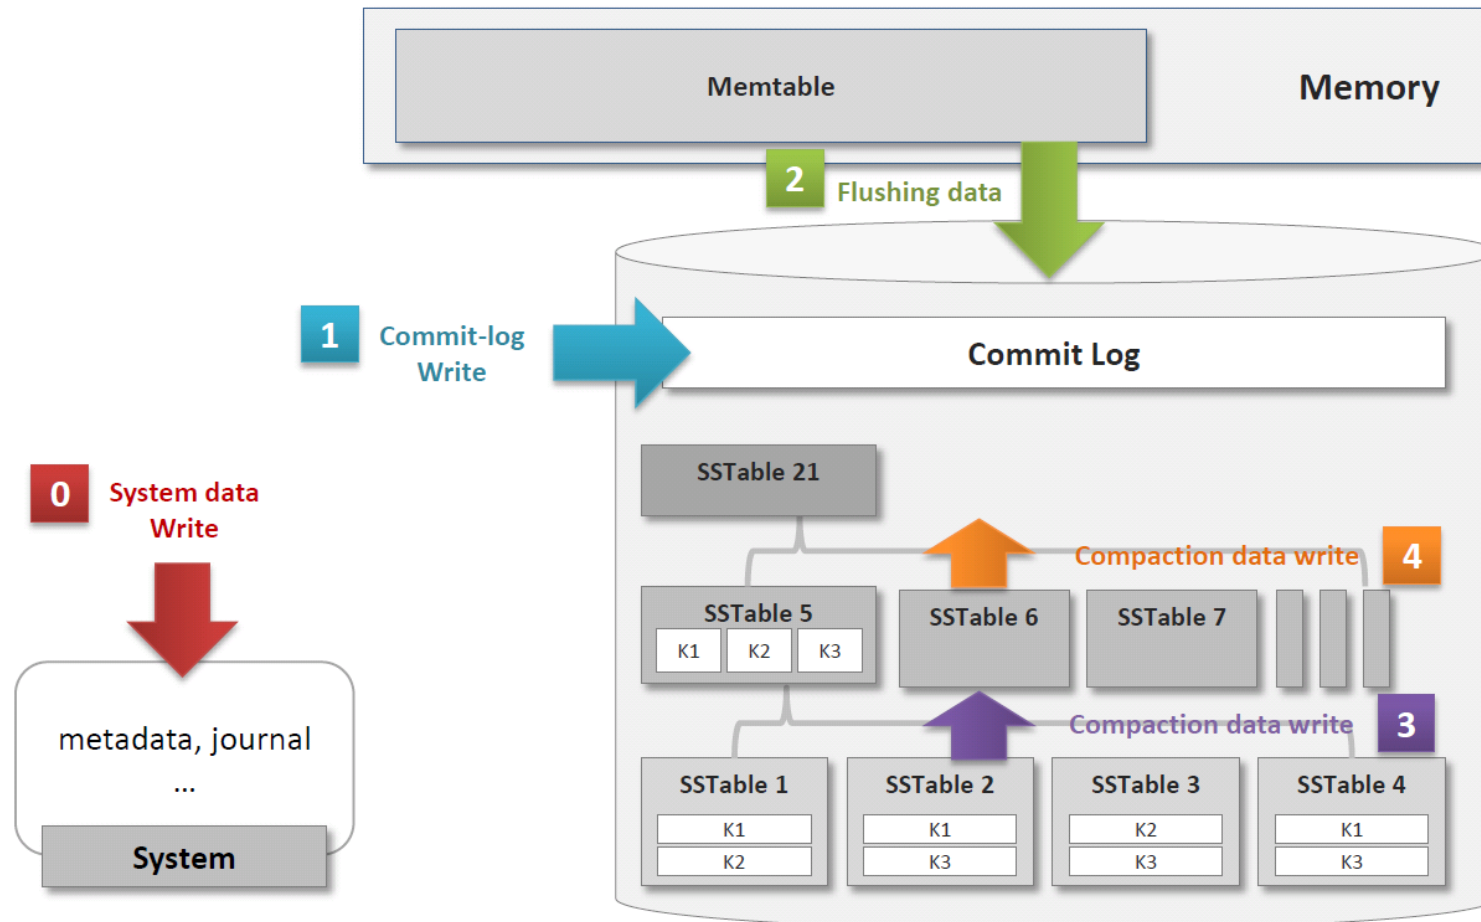 Memtable
Memory
2
Flushing data
1
Commit-log
Write
Commit Log
0
System data
Write
SSTable 21
Compaction data write
4
SSTable 5
K1 K2 K3
SSTable 6
SSTable 7
metadata, journal
...
System
Compaction data write
3
SSTable 1
K1
K2
SSTable 2
K1
K3
SSTable 3
K2
K3
SSTable 4
K1
K3